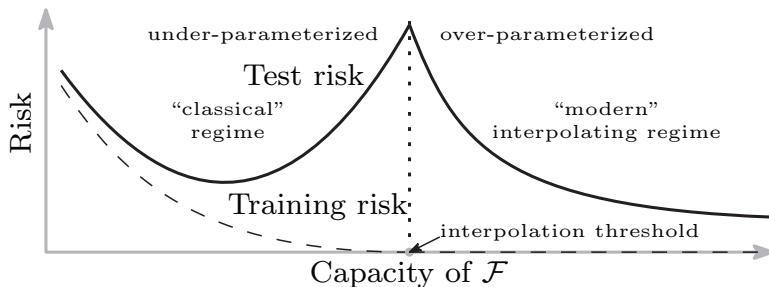 under-parameterized
over-parameterized
Test risk
“classical”
regime
“modern”
interpolating regime
Risk
Training risk
interpolation threshold
Capacity of ℱ